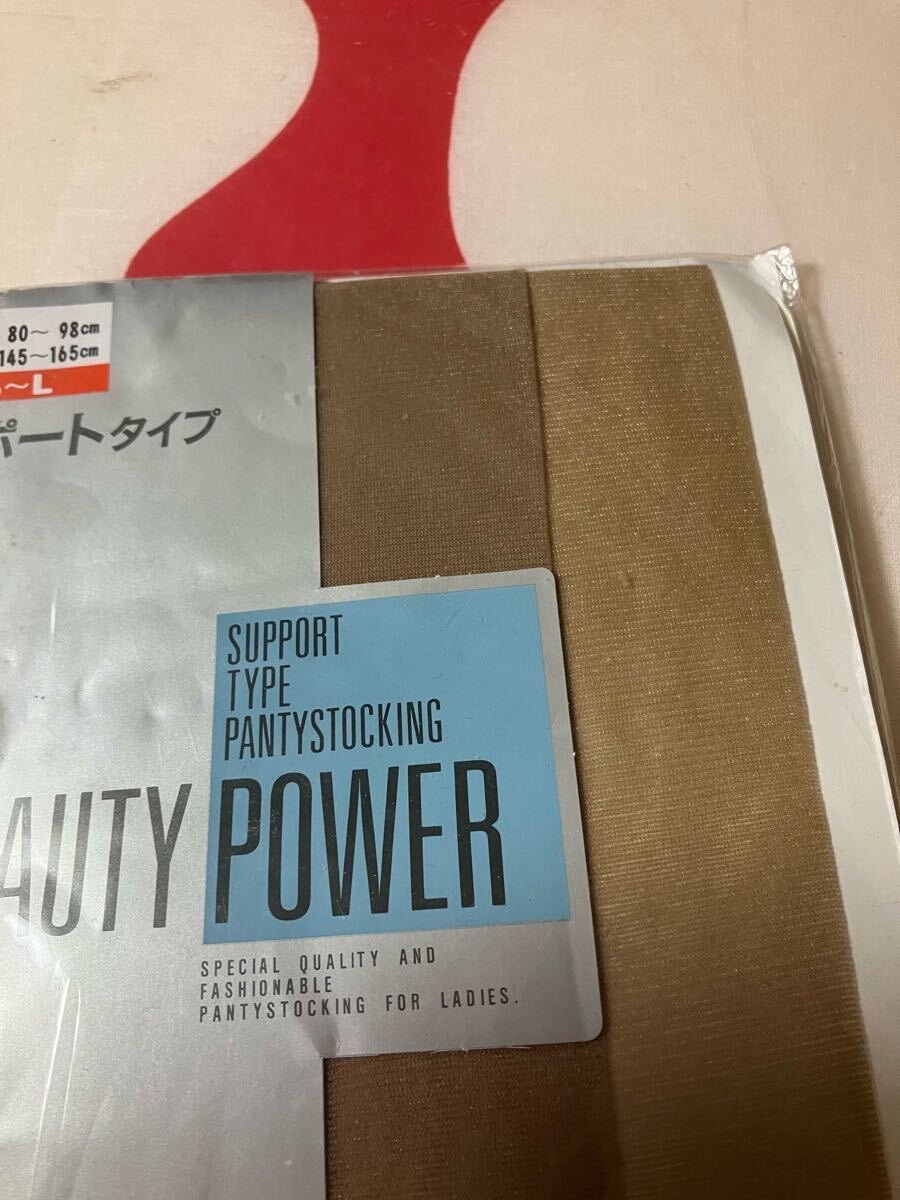 80～ 98cm
145～165cm
～L
ポートタイプ
SUPPORT
TYPE
PANTYSTOCKING
AUTY POWER
SPECIAL QUALITY AND
FASHIONABLE
PANTYSTOCKING FOR LADIES.